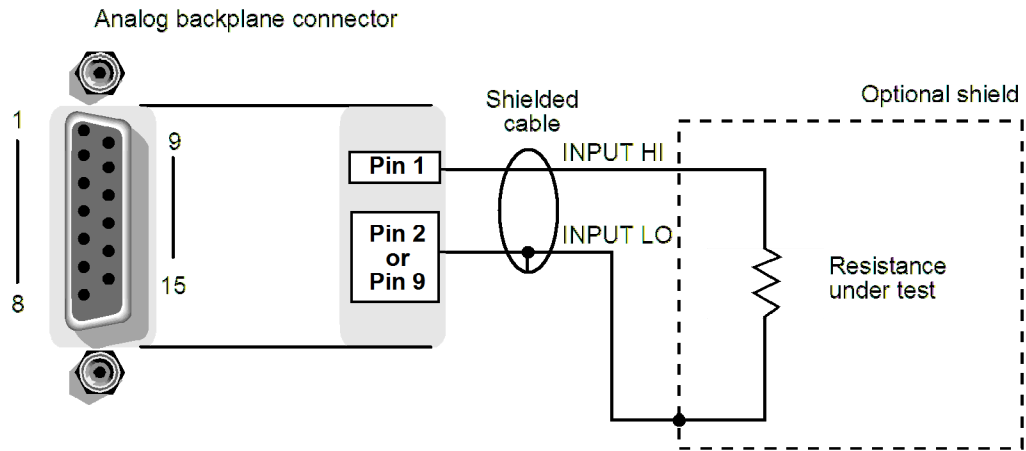 Analog backplane connector
Optional shield
1
9
8
15
Pin 1
Pin 2
or
Pin 9
Shielded
cable
INPUT HI
INPUT LO
Resistance
under test